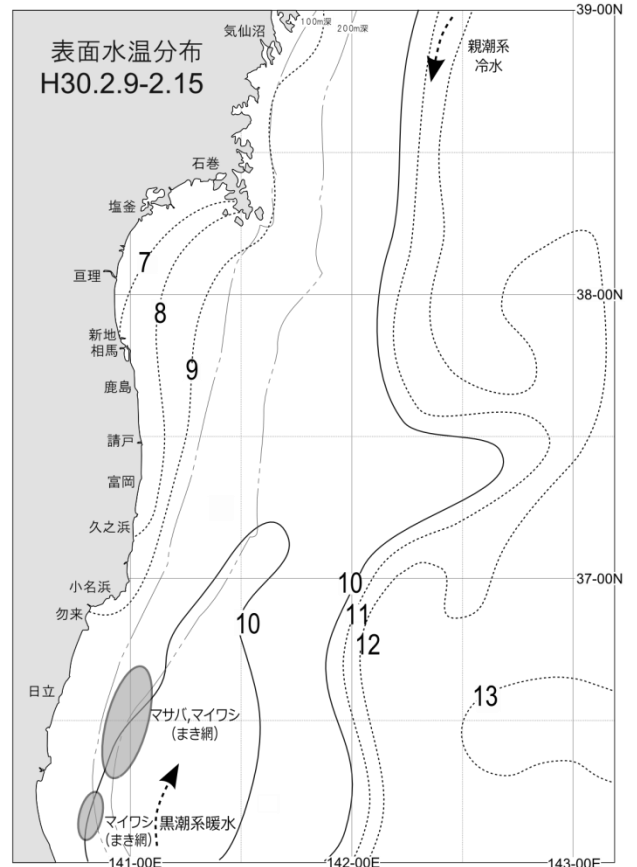 39-00N
気仙沼
100m深
200m深
表面水温分布
H30.2.9-2.15
親潮系
冷水
石巻
塩釜
7
亘理
38-00N
8
新地
相馬
9
鹿島
請戸
富岡
久之浜
37-00N
小名浜
10
勿来
10
11
12
日立
13
マサバ,マイワシ
(まき網)
マイワシ
(まき網)
黒潮系暖水
141-00E
142-00E
143-00E